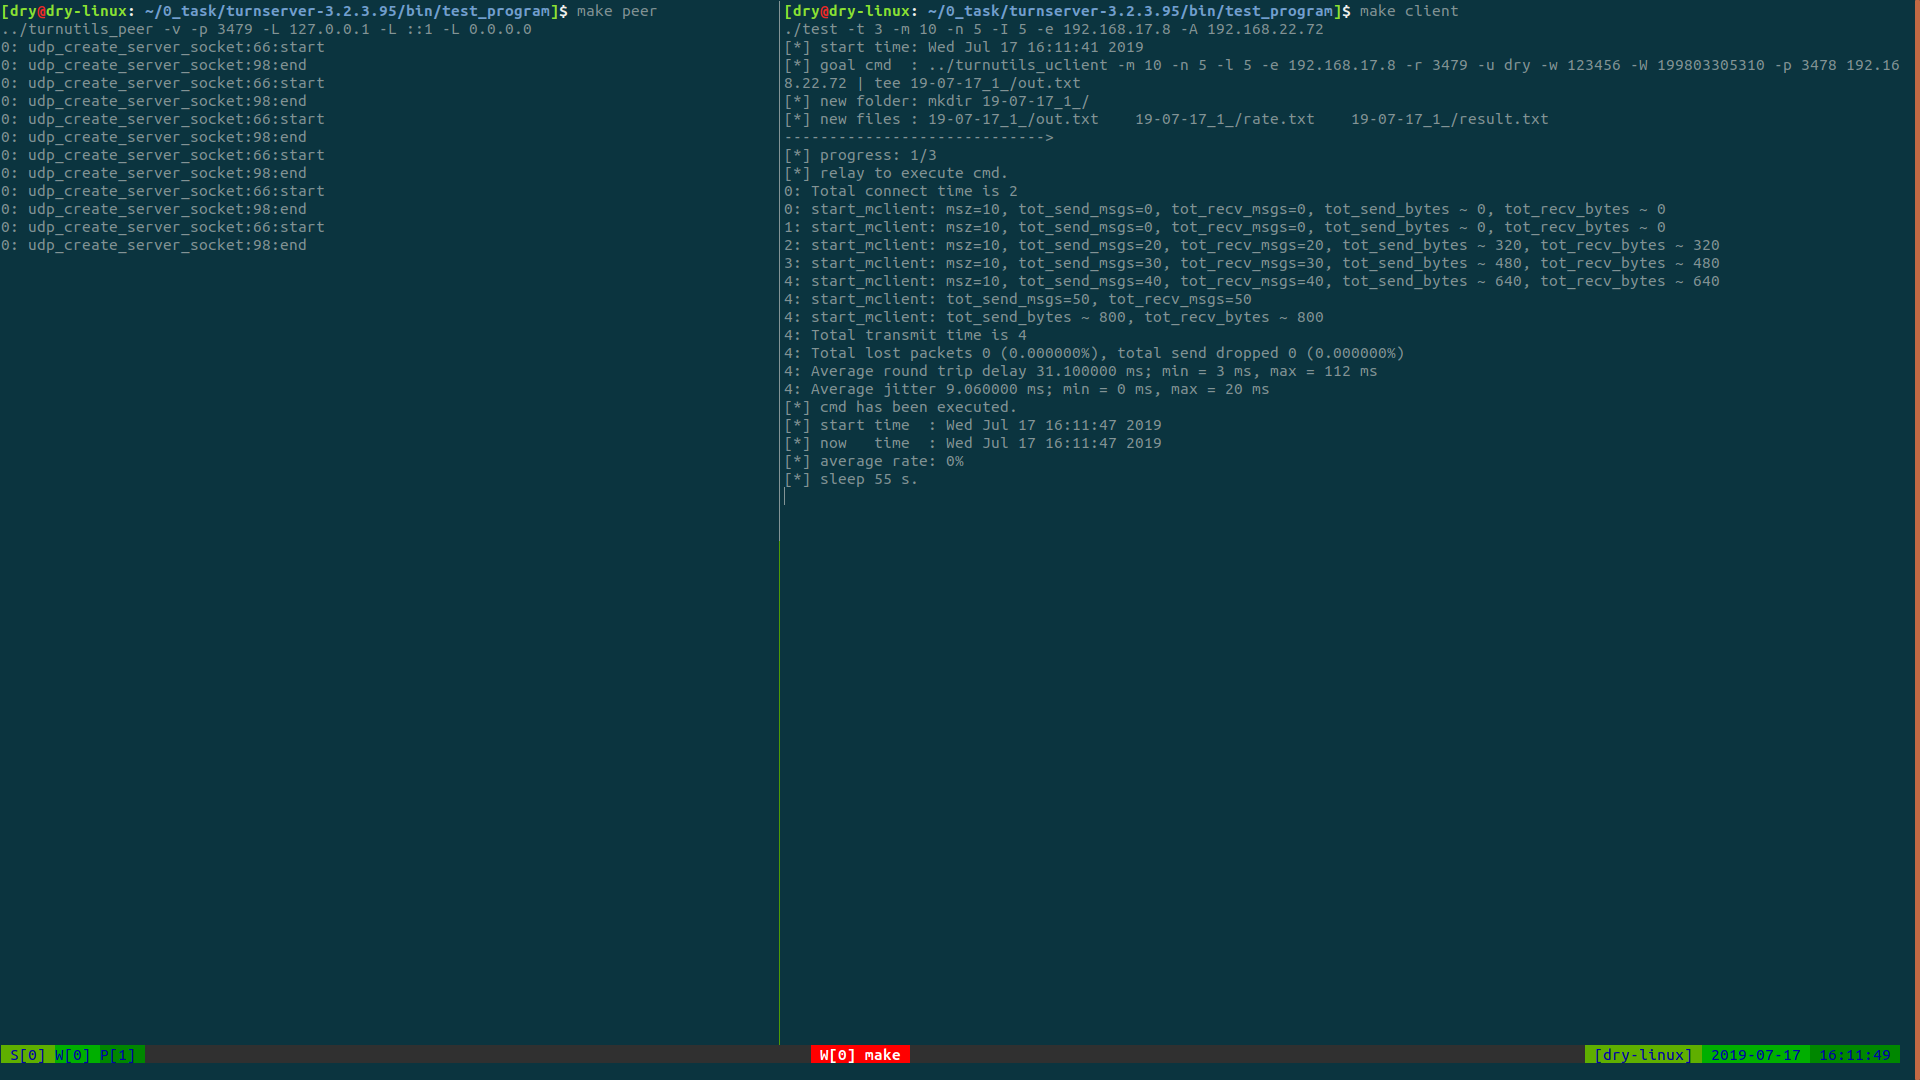 [dry@dry-linux: ~/0_task/turnserver-3.2.3.95/bin/test_program]$ make peer
../turnutils_peer -v -p 3479 -L 127.0.0.1 -L ::1 -L 0.0.0.0
0: udp_create_server_socket:66:start
0: udp_create_server_socket:98:end
0: udp_create_server_socket:66:start
0: udp_create_server_socket:98:end
0: udp_create_server_socket:66:start
0: udp_create_server_socket:98:end
0: udp_create_server_socket:66:start
0: udp_create_server_socket:98:end
0: udp_create_server_socket:66:start
0: udp_create_server_socket:98:end
0: udp_create_server_socket:66:start
0: udp_create_server_socket:98:end
[dry@dry-linux: ~/0_task/turnserver-3.2.3.95/bin/test_program]$ make client
./test -t 3 -m 10 -n 5 -I 5 -e 192.168.17.8 -A 192.168.22.72
[*] start time: Wed Jul 17 16:11:41 2019
[*] goal cmd  : ../turnutils_uclient -m 10 -n 5 -l 5 -e 192.168.17.8 -r 3479 -u dry -w 123456 -W 199803305310 -p 3478 192.16
8.22.72 | tee 19-07-17_1_/out.txt
[*] new folder: mkdir 19-07-17_1_/
[*] new files : 19-07-17_1_/out.txt    19-07-17_1_/rate.txt    19-07-17_1_/result.txt
----------------------------->
[*] progress: 1/3
[*] relay to execute cmd.
0: Total connect time is 2
0: start_mclient: msz=10, tot_send_msgs=0, tot_recv_msgs=0, tot_send_bytes ~ 0, tot_recv_bytes ~ 0
1: start_mclient: msz=10, tot_send_msgs=0, tot_recv_msgs=0, tot_send_bytes ~ 0, tot_recv_bytes ~ 0
2: start_mclient: msz=10, tot_send_msgs=20, tot_recv_msgs=20, tot_send_bytes ~ 320, tot_recv_bytes ~ 320
3: start_mclient: msz=10, tot_send_msgs=30, tot_recv_msgs=30, tot_send_bytes ~ 480, tot_recv_bytes ~ 480
4: start_mclient: msz=10, tot_send_msgs=40, tot_recv_msgs=40, tot_send_bytes ~ 640, tot_recv_bytes ~ 640
4: start_mclient: tot_send_msgs=50, tot_recv_msgs=50
4: start_mclient: tot_send_bytes ~ 800, tot_recv_bytes ~ 800
4: Total transmit time is 4
4: Total lost packets 0 (0.000000%), total send dropped 0 (0.000000%)
4: Average round trip delay 31.100000 ms; min = 3 ms, max = 112 ms
4: Average jitter 9.060000 ms; min = 0 ms, max = 20 ms
[*] cmd has been executed.
[*] start time  : Wed Jul 17 16:11:47 2019
[*] now   time  : Wed Jul 17 16:11:47 2019
[*] average rate: 0%
[*] sleep 55 s.
S[0] W[0] P[1] W[0] make [dry-linux] 2019-07-17 16:11:49